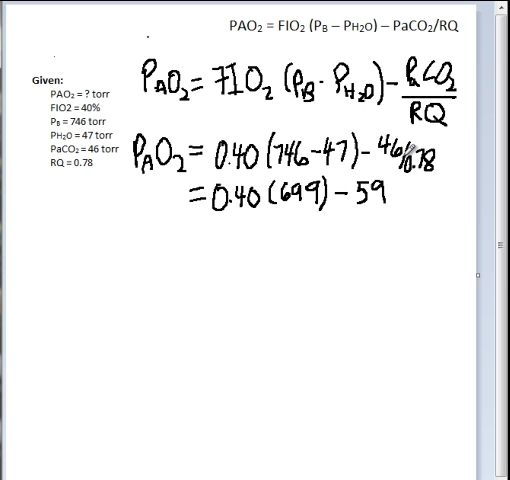 PAO₂ = FIO₂ (PB – PH₂O) – PaCO₂/RQ
Given:
PAO₂ = ? torr
FIO2 = 40%
PB = 746 torr
PH₂O = 47 torr
PaCO₂ = 46 torr
RQ = 0.78
PAO₂ = FIO₂ (PB - PH₂O) - PaCO₂/RQ
PAO₂ = 0.40 (746-47) - 46/0.78
= 0.40 (699) - 59